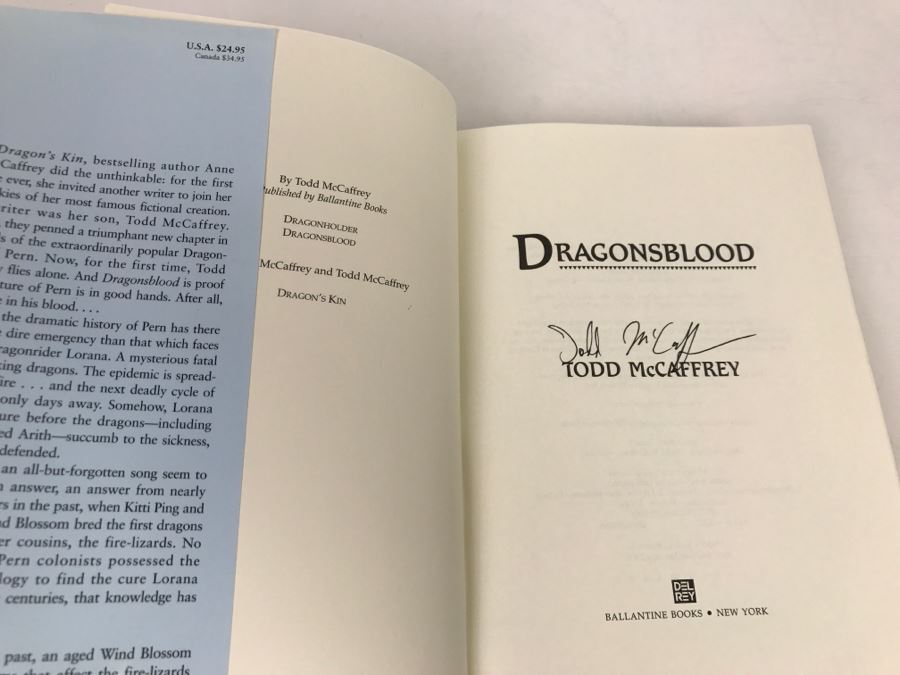 U.S.A. $24.95
Canada $34.95
Dragon's Kin, bestselling author Anne
Caffrey did the unthinkable: for the first
ever, she invited another writer to join her
kies of her most famous fictional creation.
riter was her son, Todd McCaffrey.
they penned a triumphant new chapter in
s of the extraordinarily popular Dragon-
Pern. Now, for the first time, Todd
flies alone. And Dragonsblood is proof
ture of Pern is in good hands. After all,
in his blood. . . .
the dramatic history of Pern has there
dire emergency than that which faces
ragonrider Lorana. A mysterious fatal
king dragons. The epidemic is spread-
ire . . . and the next deadly cycle of
only days away. Somehow, Lorana
ure before the dragons—including
ed Arith—succumb to the sickness,
defended.
an all-but-forgotten song seem to
answer, an answer from nearly
rs in the past, when Kitti Ping and
nd Blossom bred the first dragons
er cousins, the fire-lizards. No
Pern colonists possessed the
logy to find the cure Lorana
centuries, that knowledge has
past, an aged Wind Blossom
that affect the fire-lizards
By Todd McCaffrey
Published by Ballantine Books
DRAGONHOLDER
DRAGONSBLOOD
McCaffrey and Todd McCaffrey
DRAGON'S KIN
DRAGONSBLOOD
Todd McCaff
TODD McCAFFREY
DEL
REY
BALLANTINE BOOKS • NEW YORK